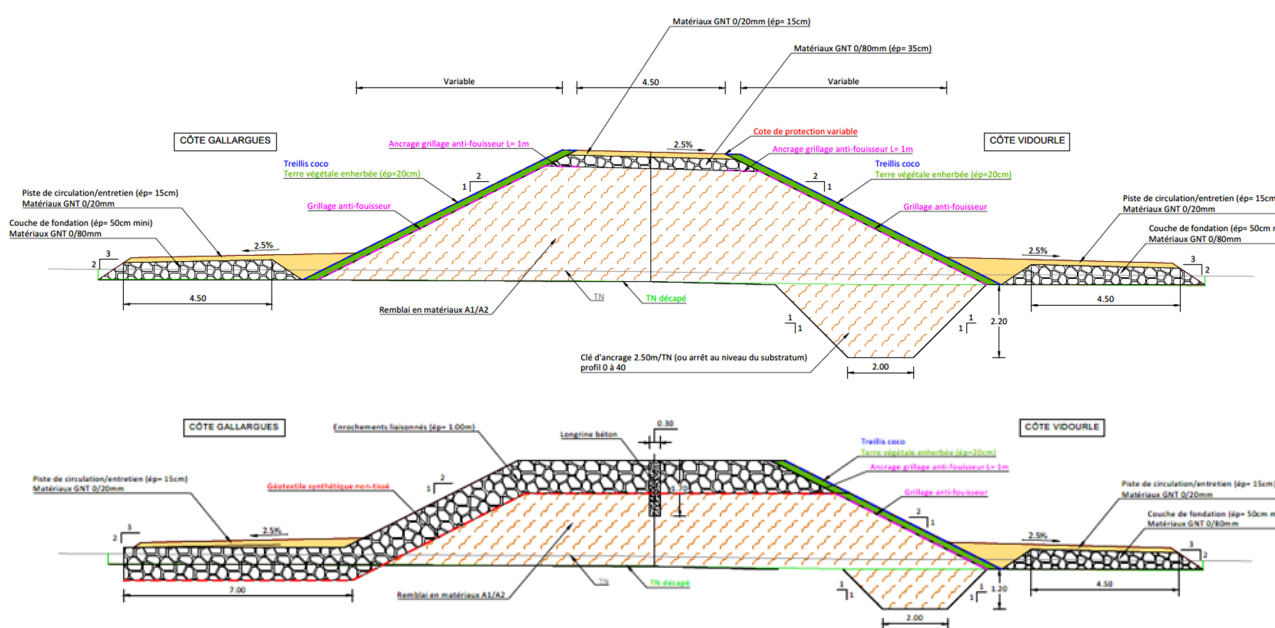 Matériaux GNT 0/20mm (ép= 15cm)
Matériaux GNT 0/80mm (ép= 35cm)
Variable
4.50
Variable
CÔTE GALLARGUES
CÔTE VIDOURLE
Cote de protection variable
2.5%
Ancrage grillage anti-fouisseur L= 1m
Ancrage grillage anti-fouisseur L= 1m
Treillis coco
Terre végétale enherbée (ép=20cm)
2
1
2
1
Treillis coco
Terre végétale enherbée (ép=20cm)
Piste de circulation/entretien (ép= 15cm)
Matériaux GNT 0/20mm
Grillage anti-fouisseur
Grillage anti-fouisseur
Piste de circulation/entretien (ép= 15cm
Matériaux GNT 0/20mm
Couche de fondation (ép= 50cm mini)
Matériaux GNT 0/80mm
Couche de fondation (ép= 50cm m
Matériaux GNT 0/80mm
2.5%
2.5%
3
2
3
2
4.50
4.50
TN
TN décapé
Remblai en matériaux A1/A2
1
1
1
1
2.20
Clé d'ancrage 2.50m/TN (ou arrêt au niveau du substratum)
profil 0 à 40
2.00
CÔTE GALLARGUES
Enrochements liaisonnés (ép= 1.00m)
Longrine béton
0.30
CÔTE VIDOURLE
Treillis coco
Terre végétale enherbée (ép=20cm)
Ancrage grillage anti-fouisseur L= 1m
Grillage anti-fouisseur
Piste de circulation/entretien (ép= 15cm)
Matériaux GNT 0/20mm
Géotextile synthétique non-tissé
2
1
1.70
2
1
Piste de circulation/entretien (ép= 15cm)
Matériaux GNT 0/20mm
Couche de fondation (ép= 50cm m
Matériaux GNT 0/80mm
2.5%
2.5%
3
2
3
2
7.00
TN
TN décapé
Remblai en matériaux A1/A2
1
1
1
1
1.20
4.50
2.00